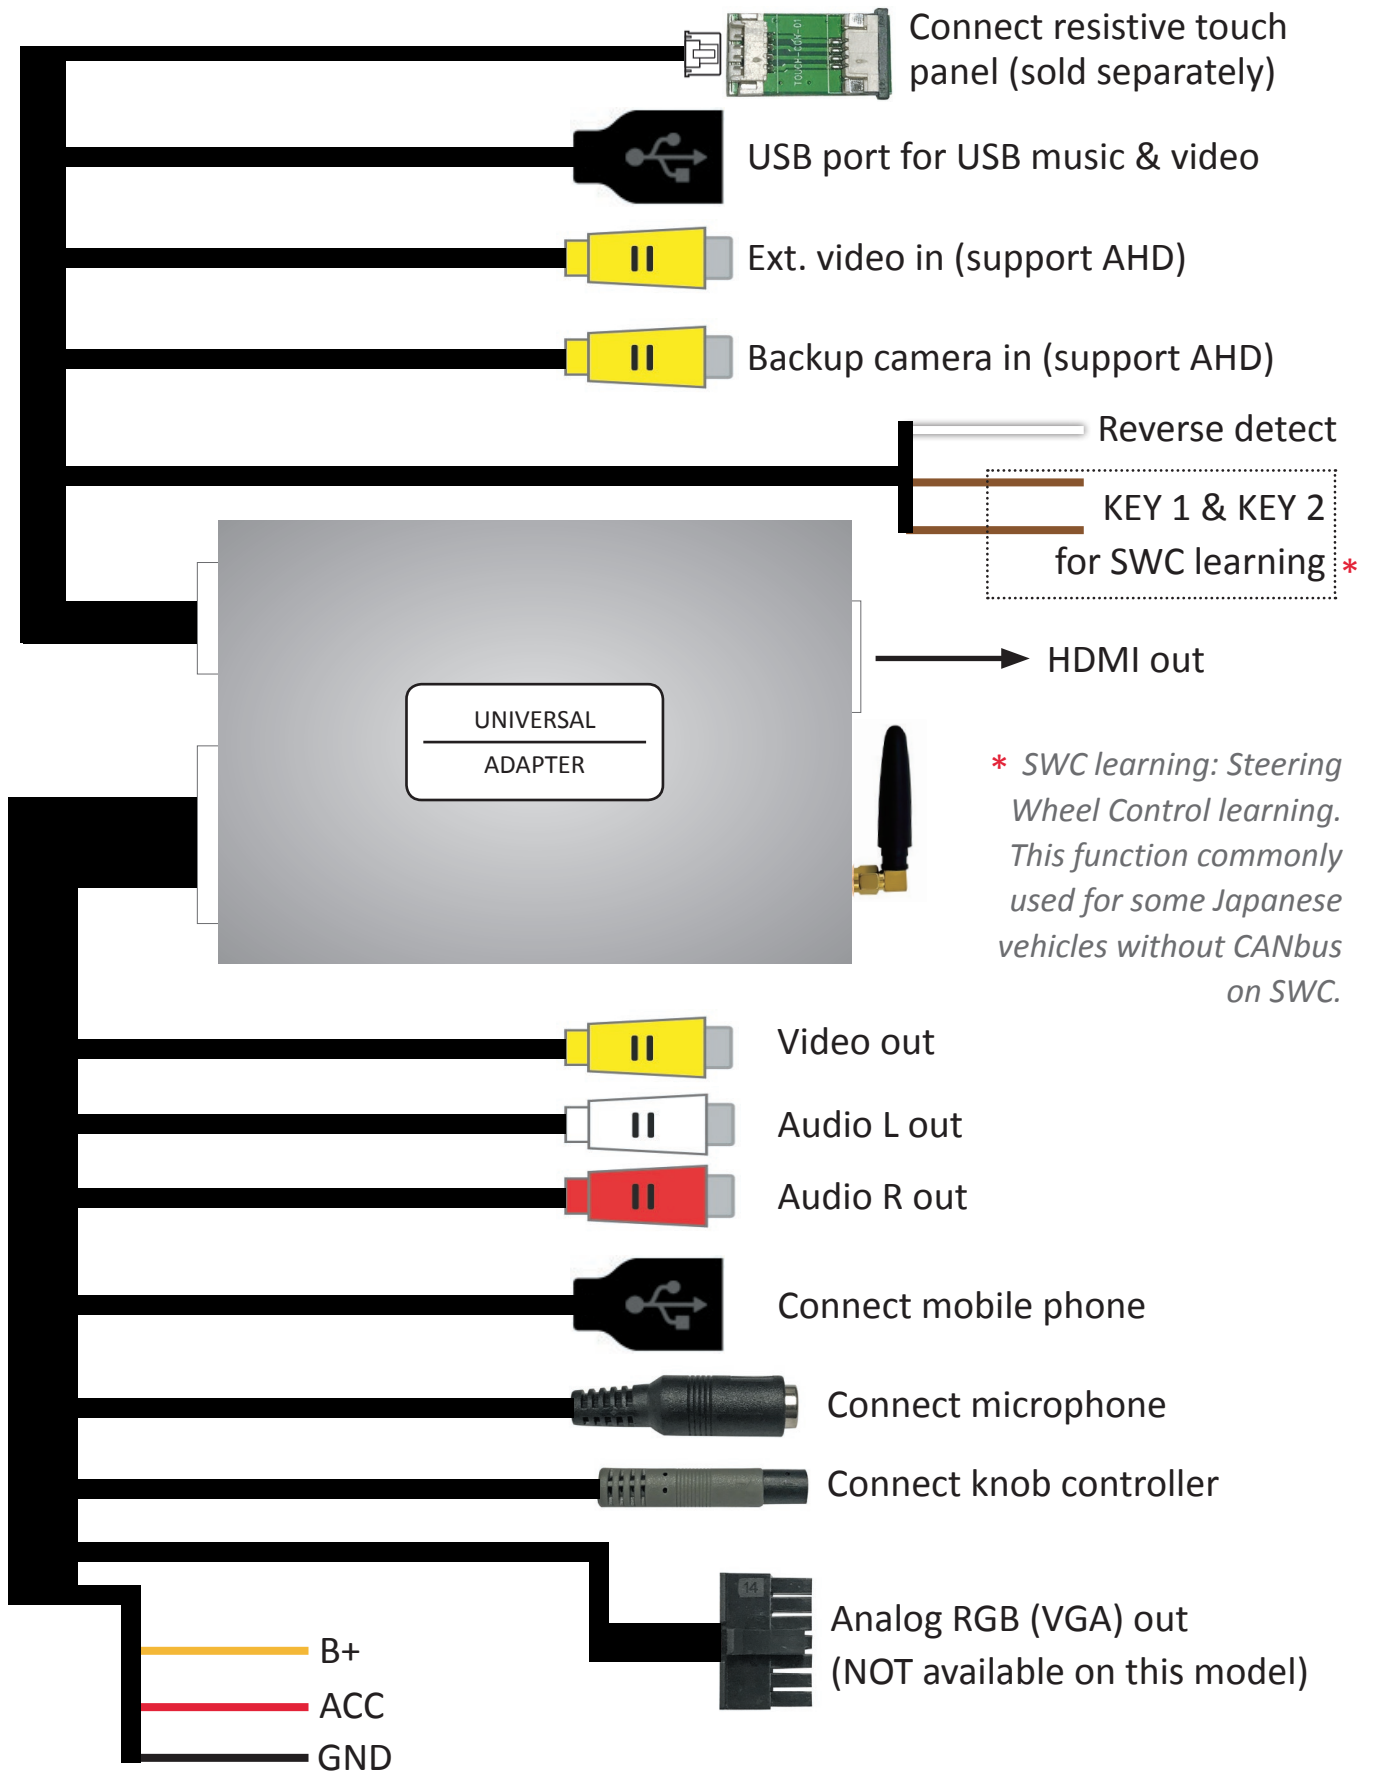 Connect resistive touch
panel (sold separately)
TOUCH-CON-01
USB port for USB music & video
Ext. video in (support AHD)
Backup camera in (support AHD)
Reverse detect
KEY 1 & KEY 2
for SWC learning *
HDMI out
UNIVERSAL
ADAPTER
* SWC learning: Steering
Wheel Control learning.
This function commonly
used for some Japanese
vehicles without CANbus
on SWC.
Video out
Audio L out
Audio R out
Connect mobile phone
Connect microphone
Connect knob controller
14
Analog RGB (VGA) out
(NOT available on this model)
B+
ACC
GND